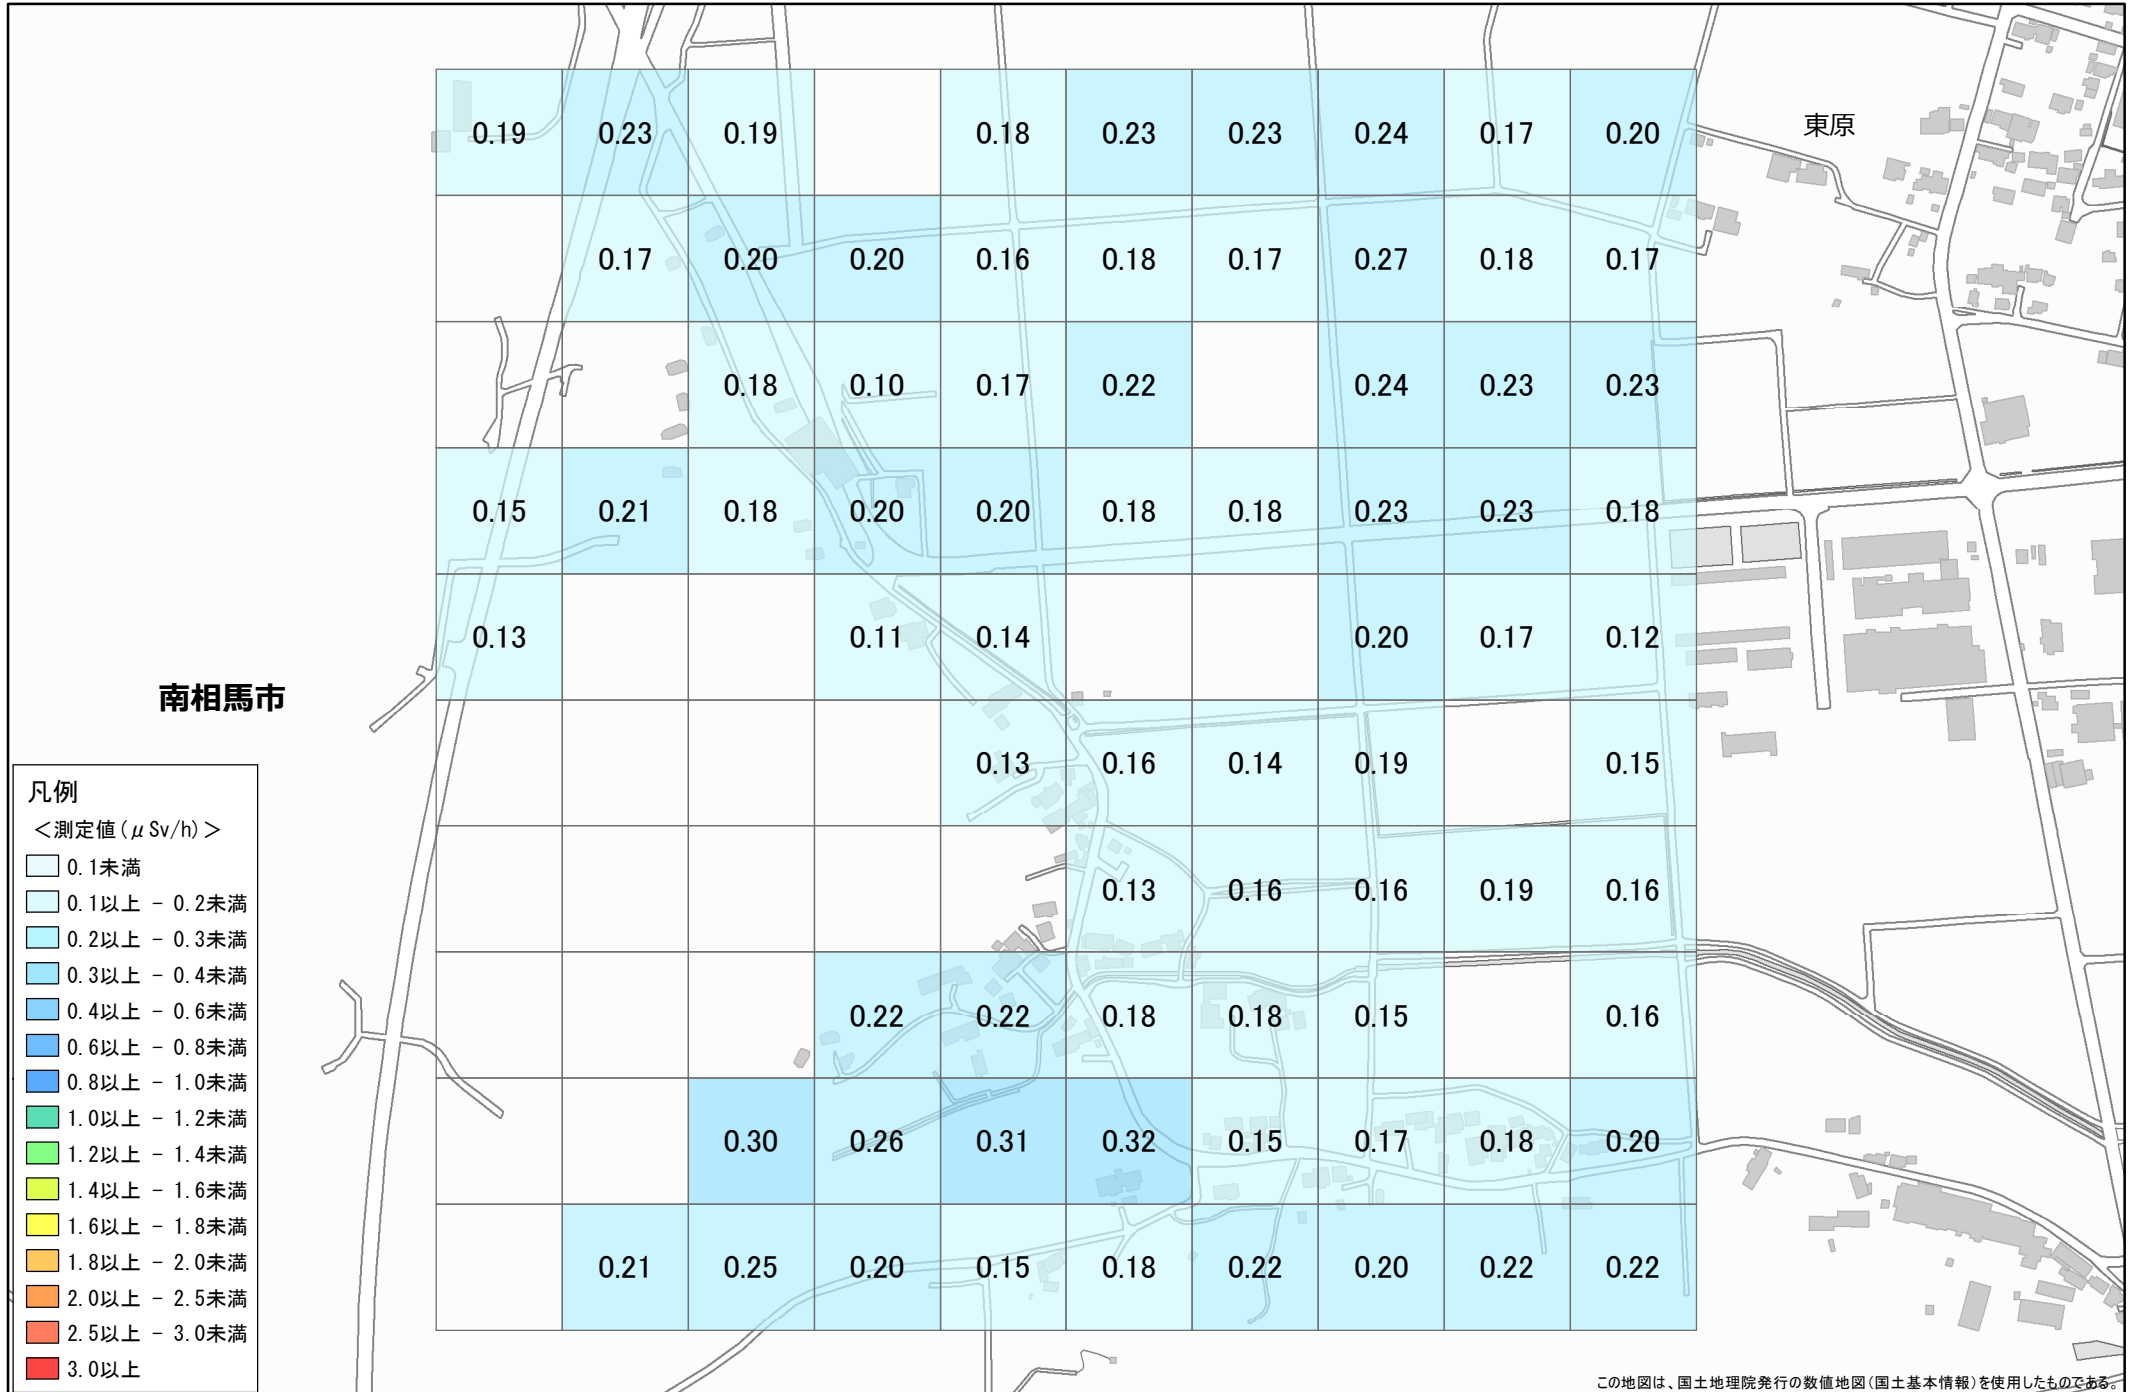 0.19 0.23 0.19 0.18 0.23 0.23 0.24 0.17 0.20
東原
0.17 0.20 0.20 0.16 0.18 0.17 0.27 0.18 0.17
0.18 0.10 0.17 0.22 0.24 0.23 0.23
0.15 0.21 0.18 0.20 0.20 0.18 0.18 0.23 0.23 0.18
0.13 0.11 0.14 0.20 0.17 0.12
南相馬市
0.13 0.16 0.14 0.19 0.15
0.13 0.16 0.16 0.19 0.16
0.22 0.22 0.18 0.18 0.15 0.16
0.30 0.26 0.31 0.32 0.15 0.17 0.18 0.20
0.21 0.25 0.20 0.15 0.18 0.22 0.20 0.22 0.22
凡例
＜測定値(μSv/h)＞
0.1未満
0.1以上 - 0.2未満
0.2以上 - 0.3未満
0.3以上 - 0.4未満
0.4以上 - 0.6未満
0.6以上 - 0.8未満
0.8以上 - 1.0未満
1.0以上 - 1.2未満
1.2以上 - 1.4未満
1.4以上 - 1.6未満
1.6以上 - 1.8未満
1.8以上 - 2.0未満
2.0以上 - 2.5未満
2.5以上 - 3.0未満
3.0以上
この地図は、国土地理院発行の数値地図(国土基本情報)を使用したものである。